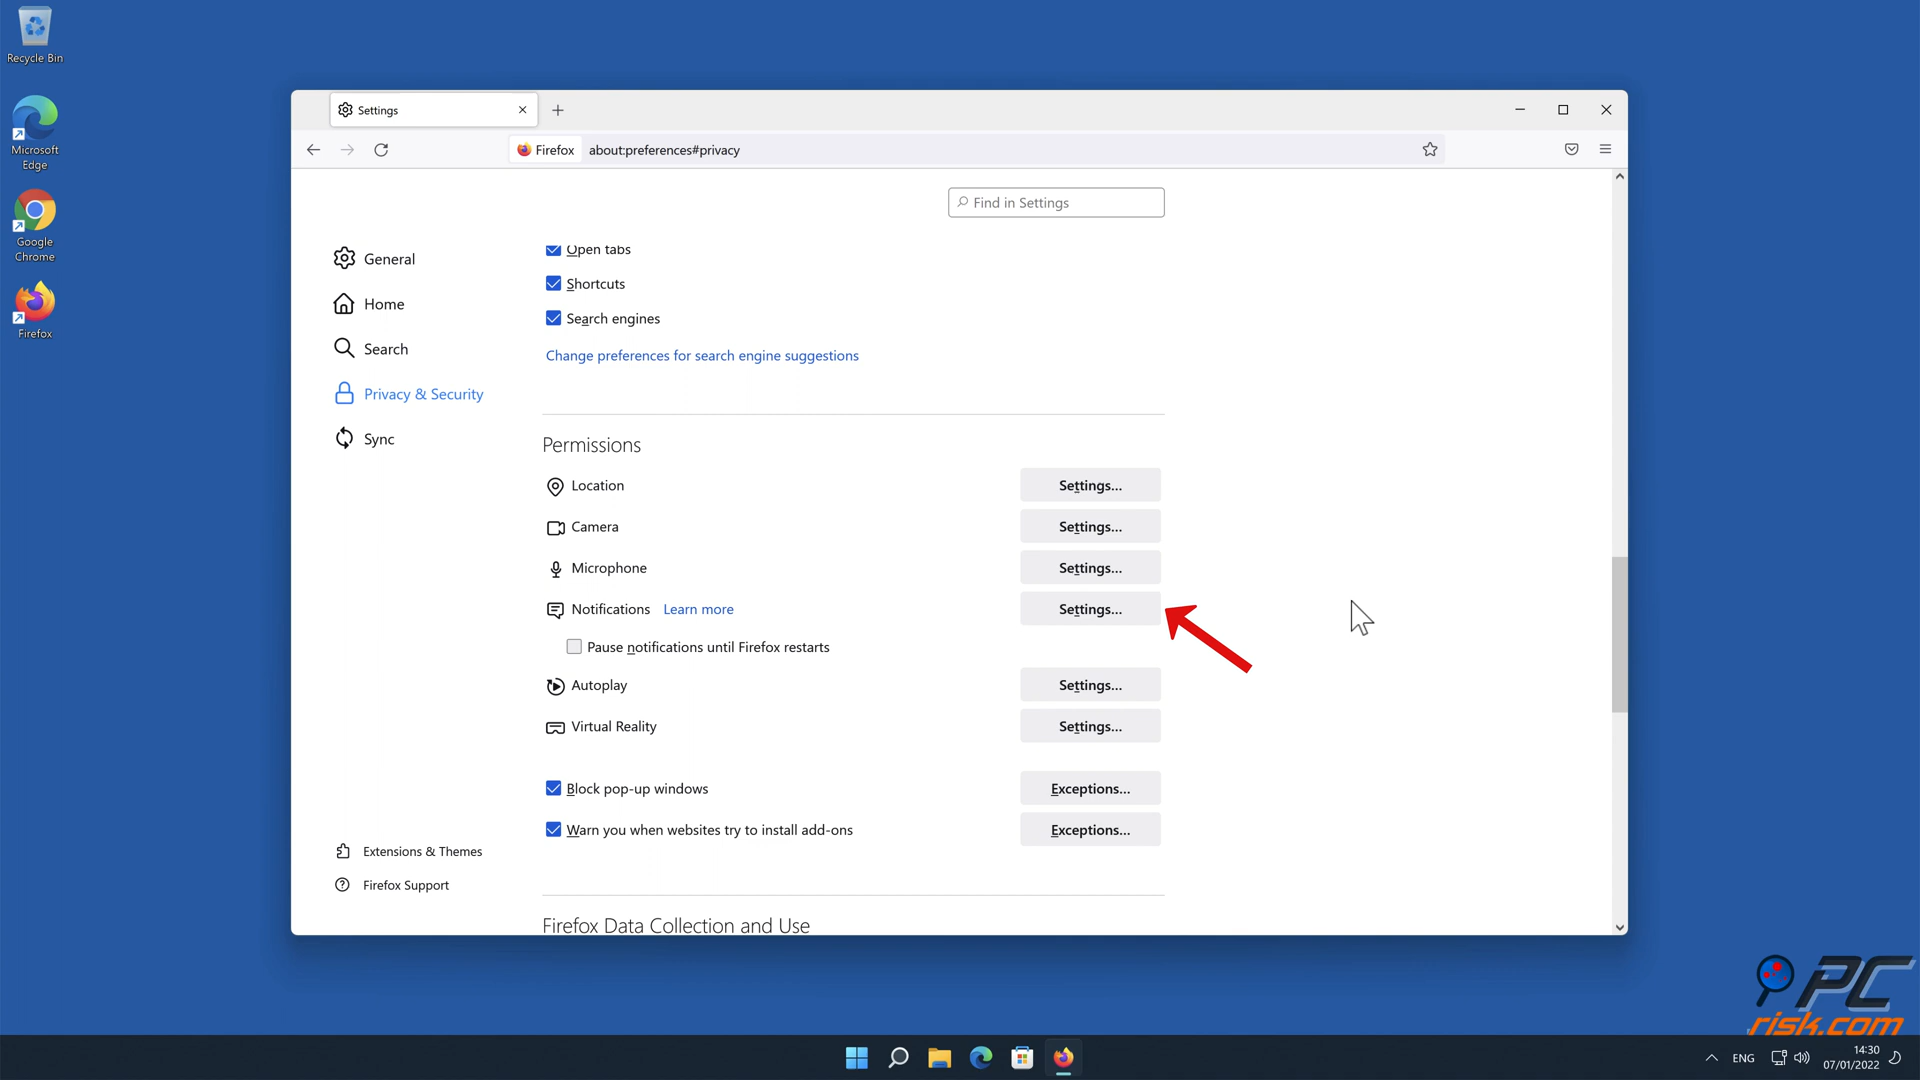 Recycle Bin
Microsoft
Edge
Google
Chrome
Firefox
Settings
Firefox
about:preferences#privacy
Find in Settings
General
Home
Search
Privacy & Security
Sync
Extensions & Themes
Firefox Support
Open tabs
Shortcuts
Search engines
Change preferences for search engine suggestions
Permissions
Location Settings...
Camera Settings...
Microphone Settings...
Notifications Learn more Settings...
Pause notifications until Firefox restarts
Autoplay Settings...
Virtual Reality Settings...
Block pop-up windows Exceptions...
Warn you when websites try to install add-ons Exceptions...
Firefox Data Collection and Use
PC
risk.com
ENG
14:30
07/01/2022